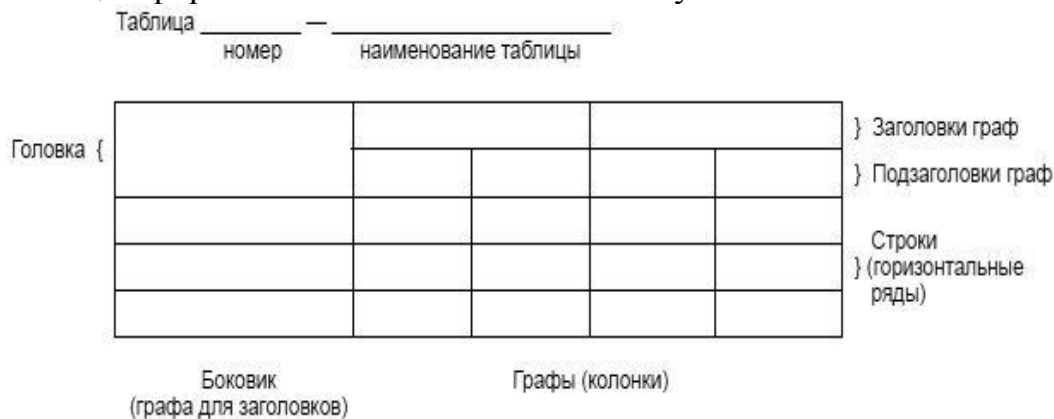 Таблица ________ — ________
номер наименование таблицы
Головка { } Заголовки граф
} Подзаголовки граф
Строки
} (горизонтальные
ряды)
Боковик Графы (колонки)
(графа для заголовков)